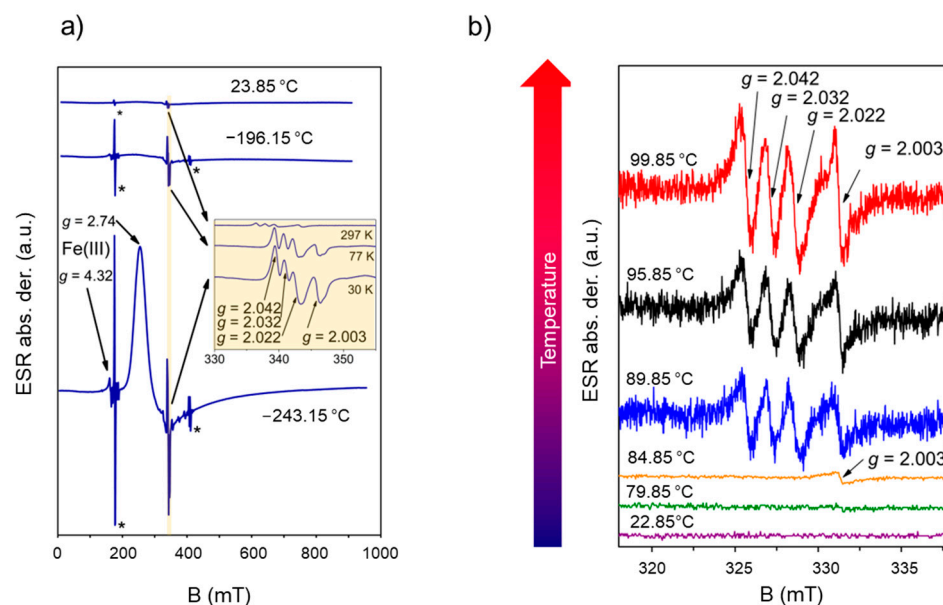 a)
ESR abs. der. (a.u.)
23.85 °C
*
−196.15 °C
*
*
g = 2.74
Fe(III)
g = 4.32
−243.15 °C
*
*
297 K
77 K
30 K
g = 2.042
g = 2.032
g = 2.022
g = 2.003
330 340 350
0 200 400 600 800 1000
B (mT)
b)
Temperature
ESR abs. der. (a.u.)
g = 2.042
g = 2.032
g = 2.022
g = 2.003
99.85 °C
95.85 °C
89.85 °C
84.85 °C
g = 2.003
79.85 °C
22.85°C
320 325 330 335
B (mT)